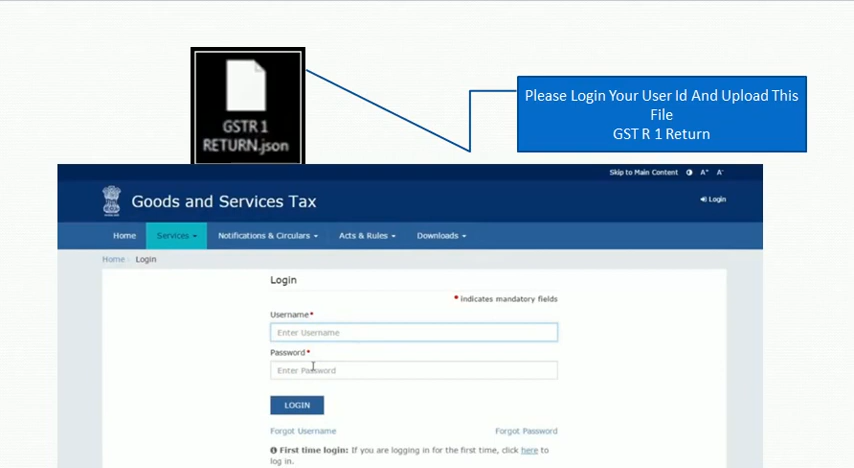 GSTR 1
RETURN.json
Please Login Your User Id And Upload This
File
GST R 1 Return
Skip to Main Content A+ A-
Goods and Services Tax
Login
Home Services Notifications & Circulars Acts & Rules Downloads
Home Login
Login
• Indicates mandatory fields
Username•
Enter Username
Password•
Enter Password
LOGIN
Forgot Username Forgot Password
First time login: If you are logging in for the first time, click here to
log in.